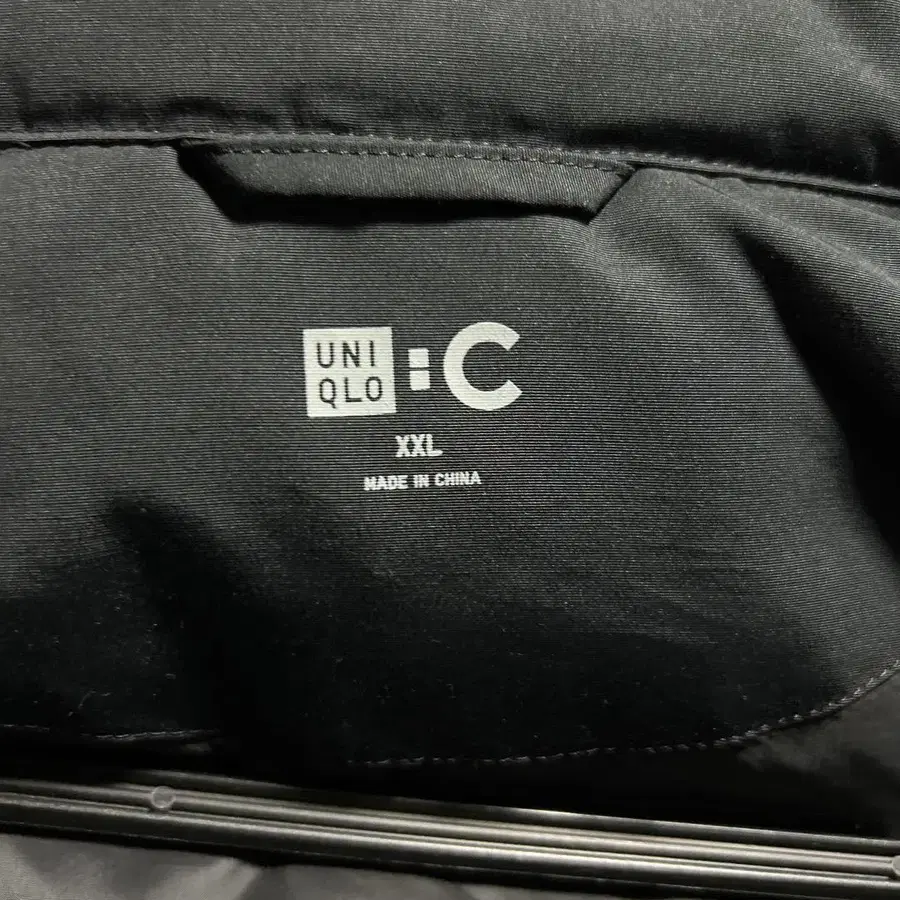 UNI
QLO : C
XXL
MADE IN CHINA